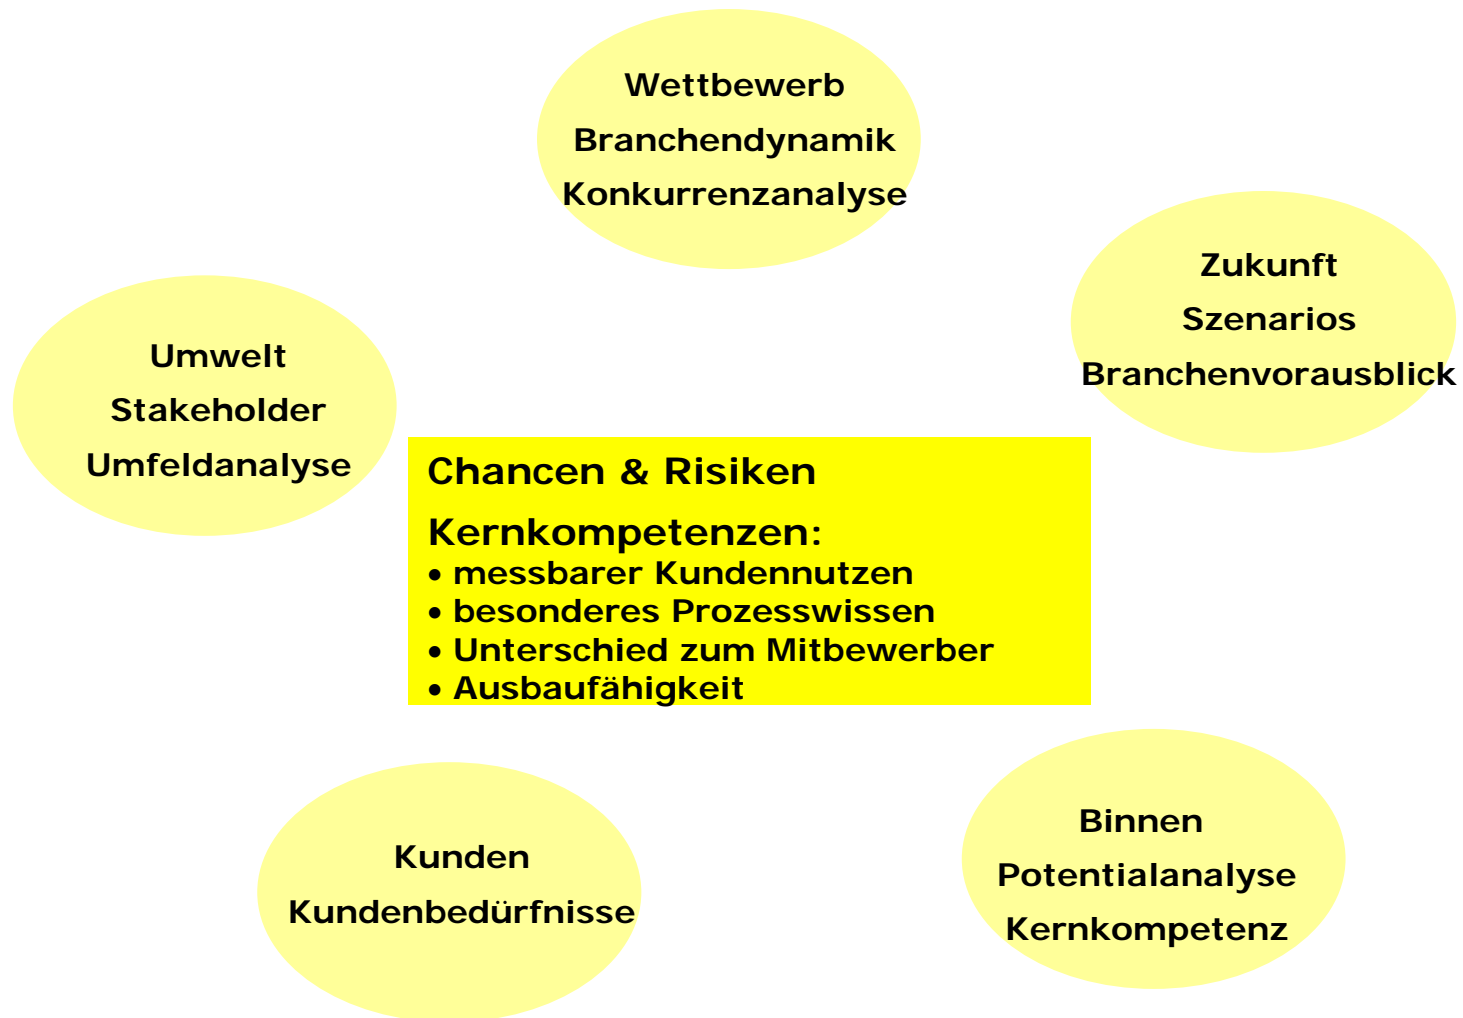 Wettbewerb
Branchendynamik
Konkurrenzanalyse
Zukunft
Szenarios
Branchenvorausblick
Umwelt
Stakeholder
Umfeldanalyse
Chancen & Risiken
Kernkompetenzen:
• messbarer Kundennutzen
• besonderes Prozesswissen
• Unterschied zum Mitbewerber
• Ausbaufähigkeit
Kunden
Kundenbedürfnisse
Binnen
Potentialanalyse
Kernkompetenz